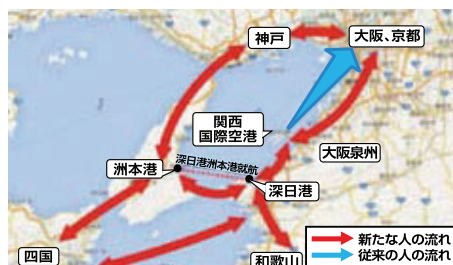 神戸
大阪、京都
関西
国際空港
大阪泉州
深日港洲本港就航
洲本港
深日港
四国
和歌山
新たな人の流れ
従来の人の流れ